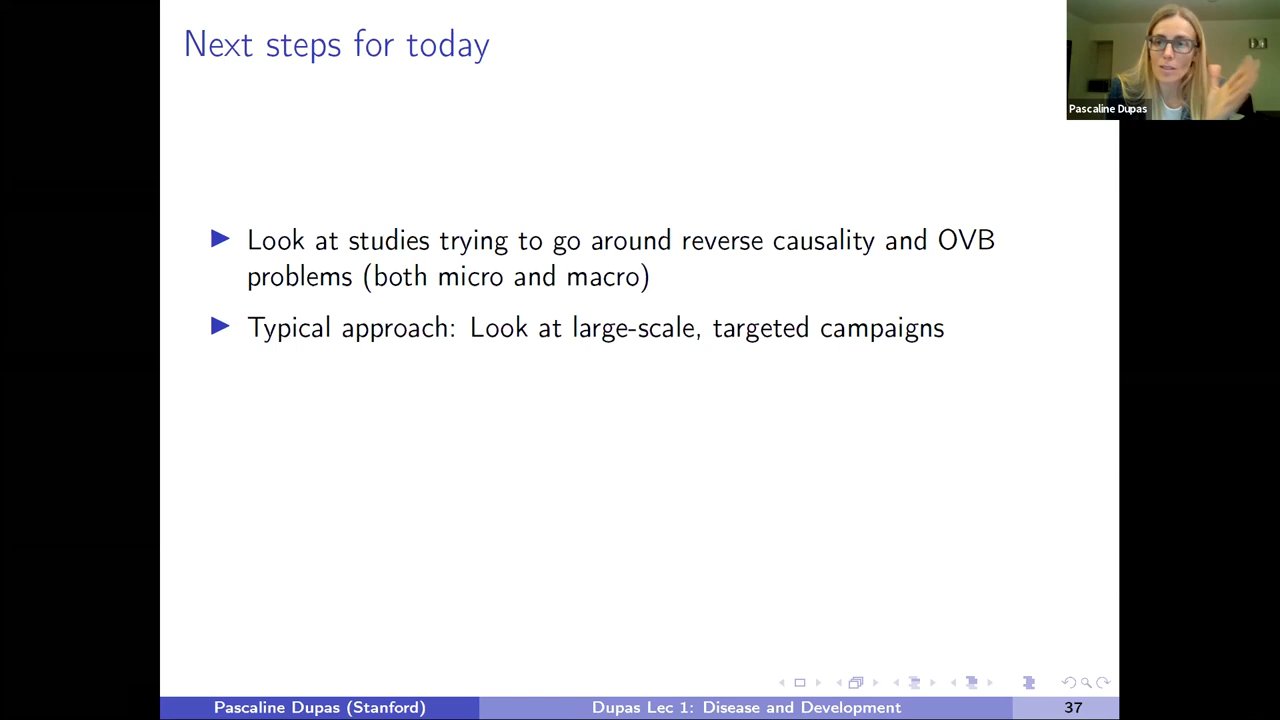 Next steps for today
Pascaline Dupas
▶ Look at studies trying to go around reverse causality and OVB
problems (both micro and macro)
▶ Typical approach: Look at large-scale, targeted campaigns
Pascaline Dupas (Stanford)
Dupas Lec 1: Disease and Development
37